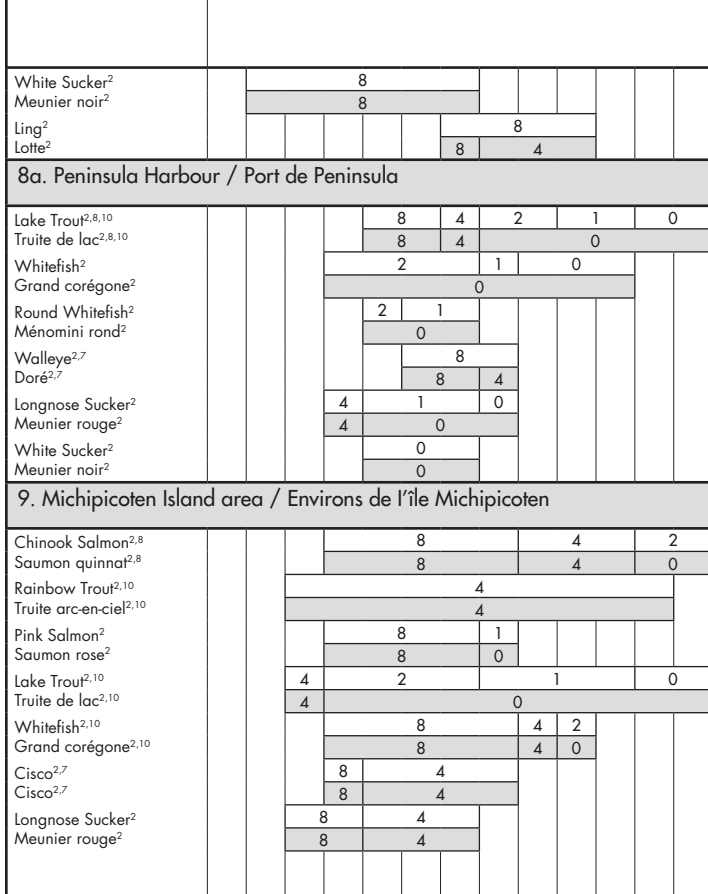 White Sucker² 8
Meunier noir² 8
Ling² 8
Lotte² 8 4
8a. Peninsula Harbour / Port de Peninsula
Lake Trout²,⁸,¹⁰ 8 4 2 1 0
Truite de lac²,⁸,¹⁰ 8 4 0
Whitefish² 2 1 0
Grand corégone² 0
Round Whitefish² 2 1
Ménomini rond² 0
Walleye²,⁷ 8
Doré²,⁷ 8 4
Longnose Sucker² 4 1 0
Meunier rouge² 4 0
White Sucker² 0
Meunier noir² 0
9. Michipicoten Island area / Environs de l’île Michipicoten
Chinook Salmon²,⁸ 8 4 2
Saumon quinnat²,⁸ 8 4 0
Rainbow Trout²,¹⁰ 4
Truite arc-en-ciel²,¹⁰ 4
Pink Salmon² 8 1
Saumon rose² 8 0
Lake Trout²,¹⁰ 4 2 1 0
Truite de lac²,¹⁰ 4 0
Whitefish²,¹⁰ 8 4 2
Grand corégone²,¹⁰ 8 4 0
Cisco²,⁷ 8 4
Cisco²,⁷ 8 4
Longnose Sucker² 8 4
Meunier rouge² 8 4